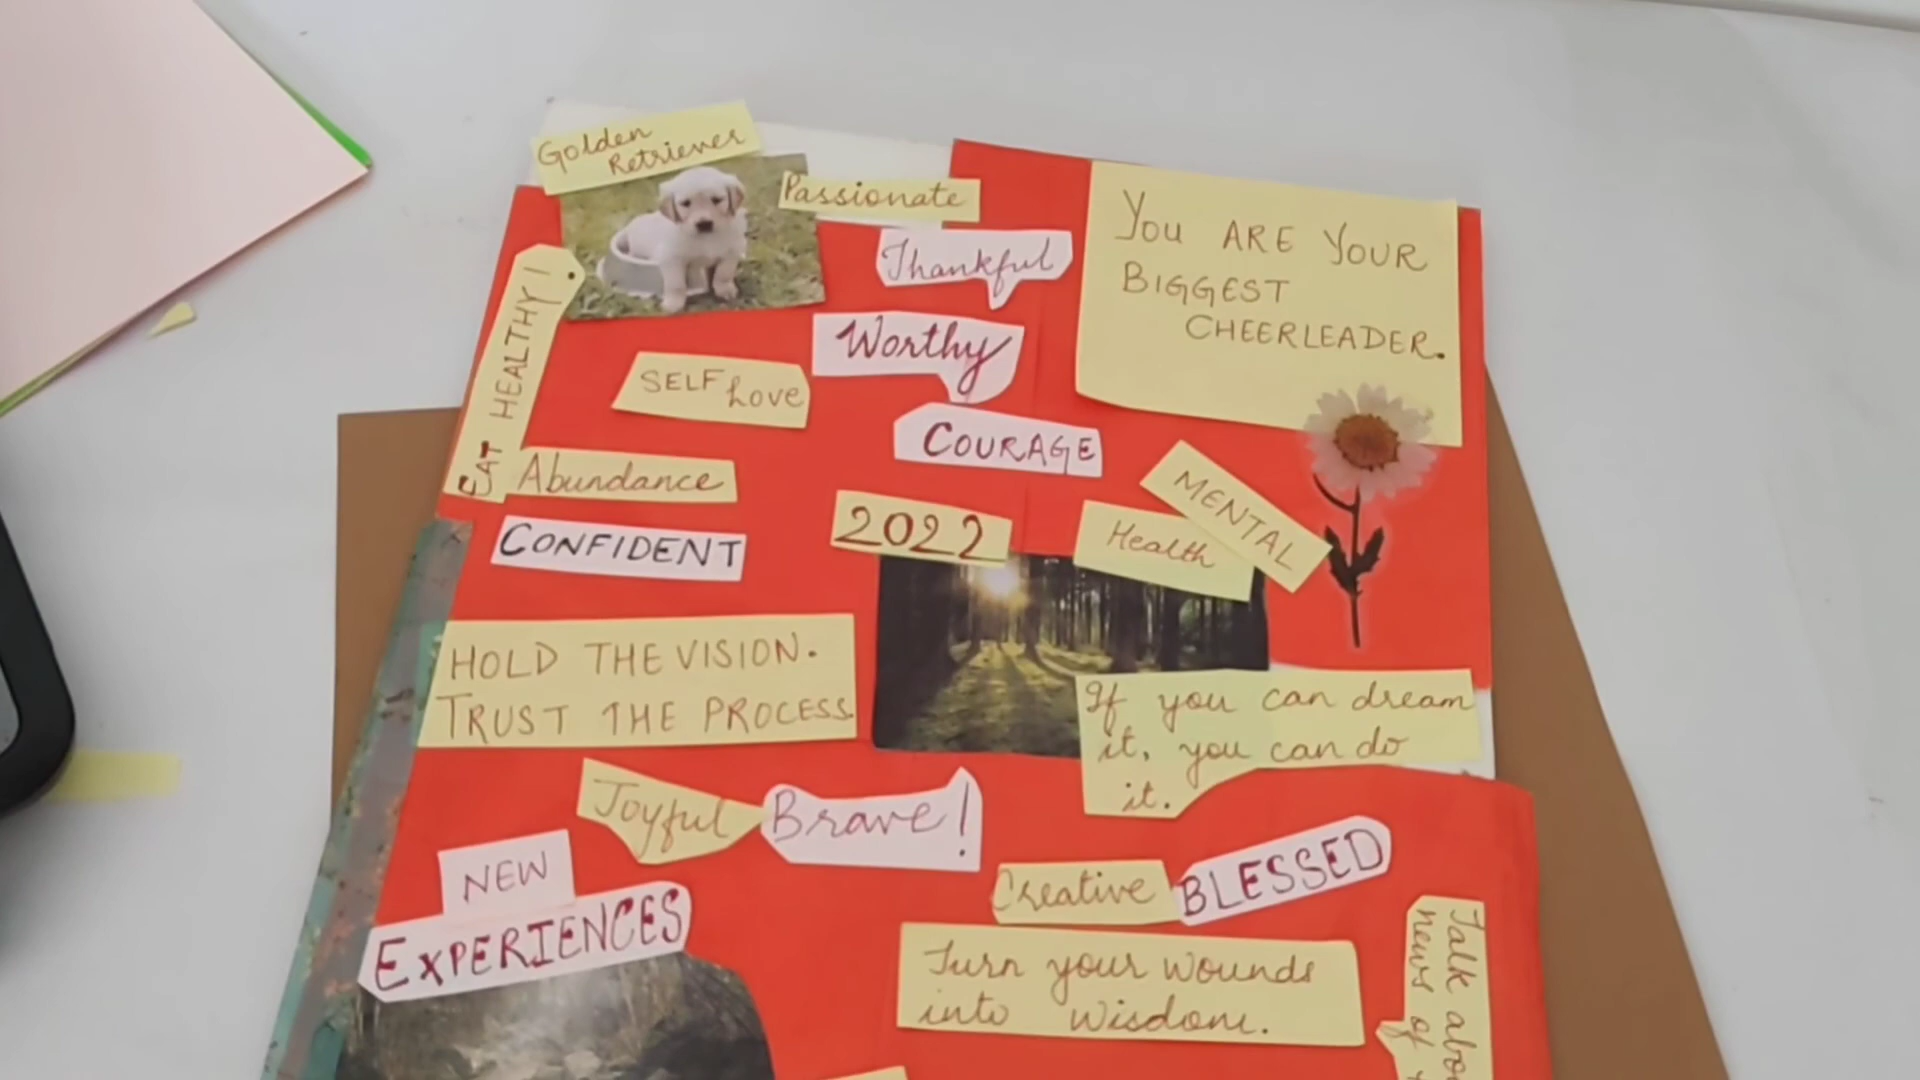 Golden
Retriever
Passionate
Thankful
YOU ARE YOUR
BIGGEST
CHEERLEADER.
EAT HEALTHY!
Worthy
SELF Love
COURAGE
Abundance
MENTAL
Health
2022
CONFIDENT
HOLD THE VISION.
TRUST THE PROCESS
If you can dream
it, you can do
it.
Joyful
Brave!
NEW
EXPERIENCES
Creative
BLESSED
Turn your wounds
into wisdom.
Talk
news of